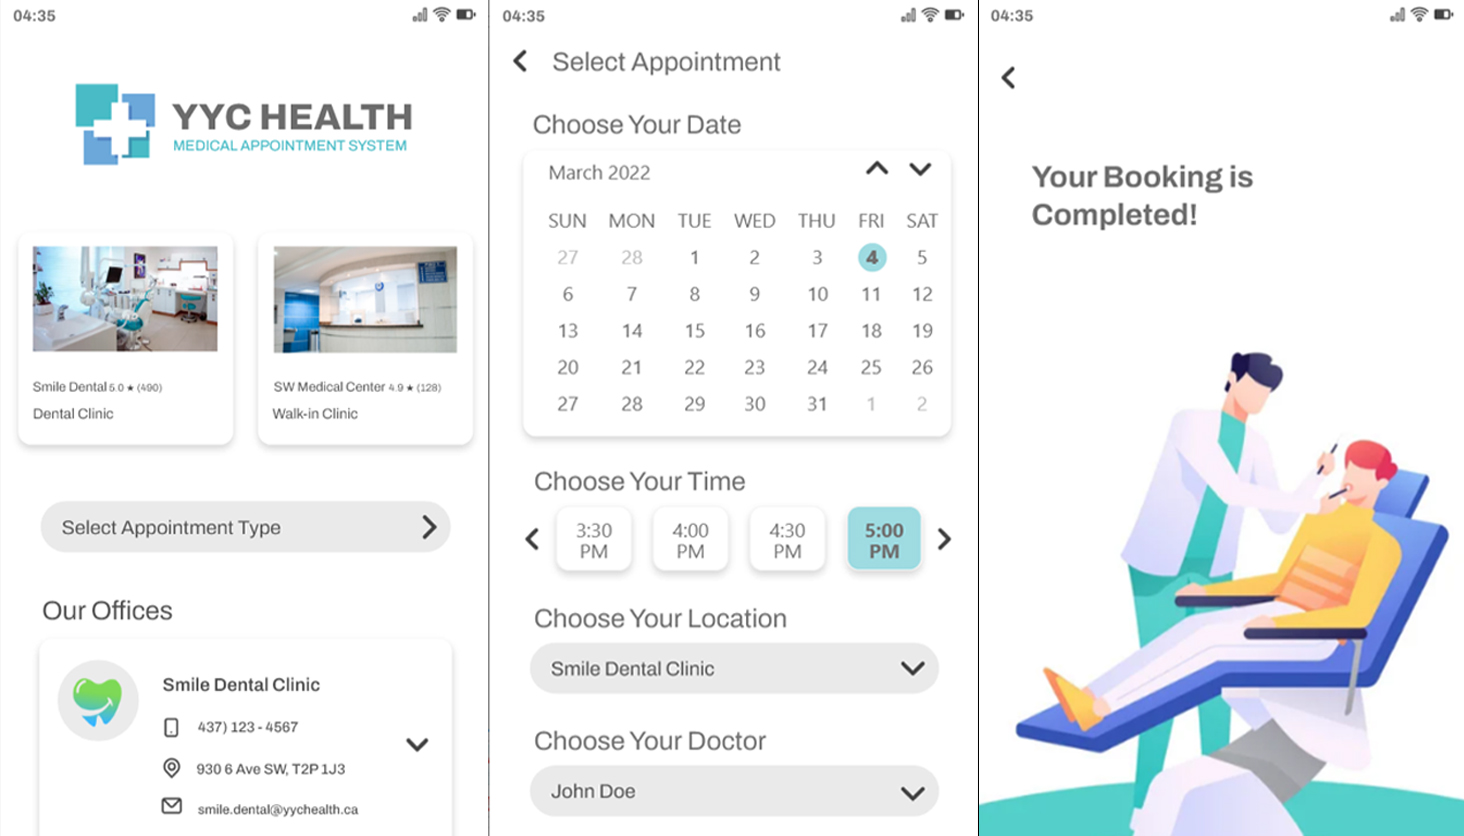 04:35
YYC HEALTH
MEDICAL APPOINTMENT SYSTEM
Smile Dental 5.0 ★ (490)
Dental Clinic
SW Medical Center 4.9 ★ (128)
Walk-in Clinic
Select Appointment Type
Our Offices
Smile Dental Clinic
437) 123 - 4567
930 6 Ave SW, T2P 1J3
smile.dental@yychealth.ca
04:35
Select Appointment
Choose Your Date
March 2022
SUN MON TUE WED THU FRI SAT
27 28 1 2 3 4 5
6 7 8 9 10 11 12
13 14 15 16 17 18 19
20 21 22 23 24 25 26
27 28 29 30 31 1 2
Choose Your Time
3:30 4:00 4:30 5:00
PM PM PM PM
Choose Your Location
Smile Dental Clinic
Choose Your Doctor
John Doe
04:35
Your Booking is
Completed!